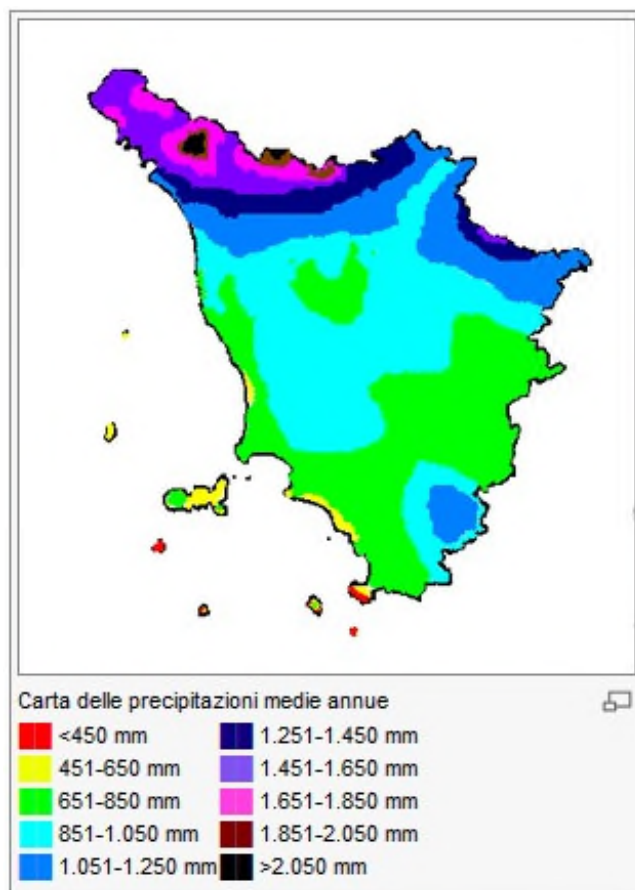 Carta delle precipitazioni medie annue
<450 mm
451-650 mm
651-850 mm
851-1.050 mm
1.051-1.250 mm
1.251-1.450 mm
1.451-1.650 mm
1.651-1.850 mm
1.851-2.050 mm
>2.050 mm